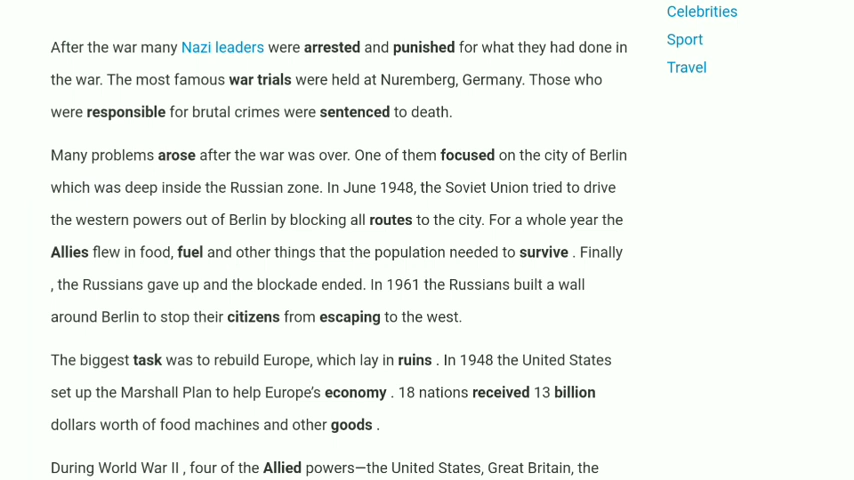 Celebrities
Sport
Travel
After the war many Nazi leaders were arrested and punished for what they had done in
the war. The most famous war trials were held at Nuremberg, Germany. Those who
were responsible for brutal crimes were sentenced to death.
Many problems arose after the war was over. One of them focused on the city of Berlin
which was deep inside the Russian zone. In June 1948, the Soviet Union tried to drive
the western powers out of Berlin by blocking all routes to the city. For a whole year the
Allies flew in food, fuel and other things that the population needed to survive . Finally
, the Russians gave up and the blockade ended. In 1961 the Russians built a wall
around Berlin to stop their citizens from escaping to the west.
The biggest task was to rebuild Europe, which lay in ruins . In 1948 the United States
set up the Marshall Plan to help Europe’s economy . 18 nations received 13 billion
dollars worth of food machines and other goods .
During World War II , four of the Allied powers—the United States, Great Britain, the